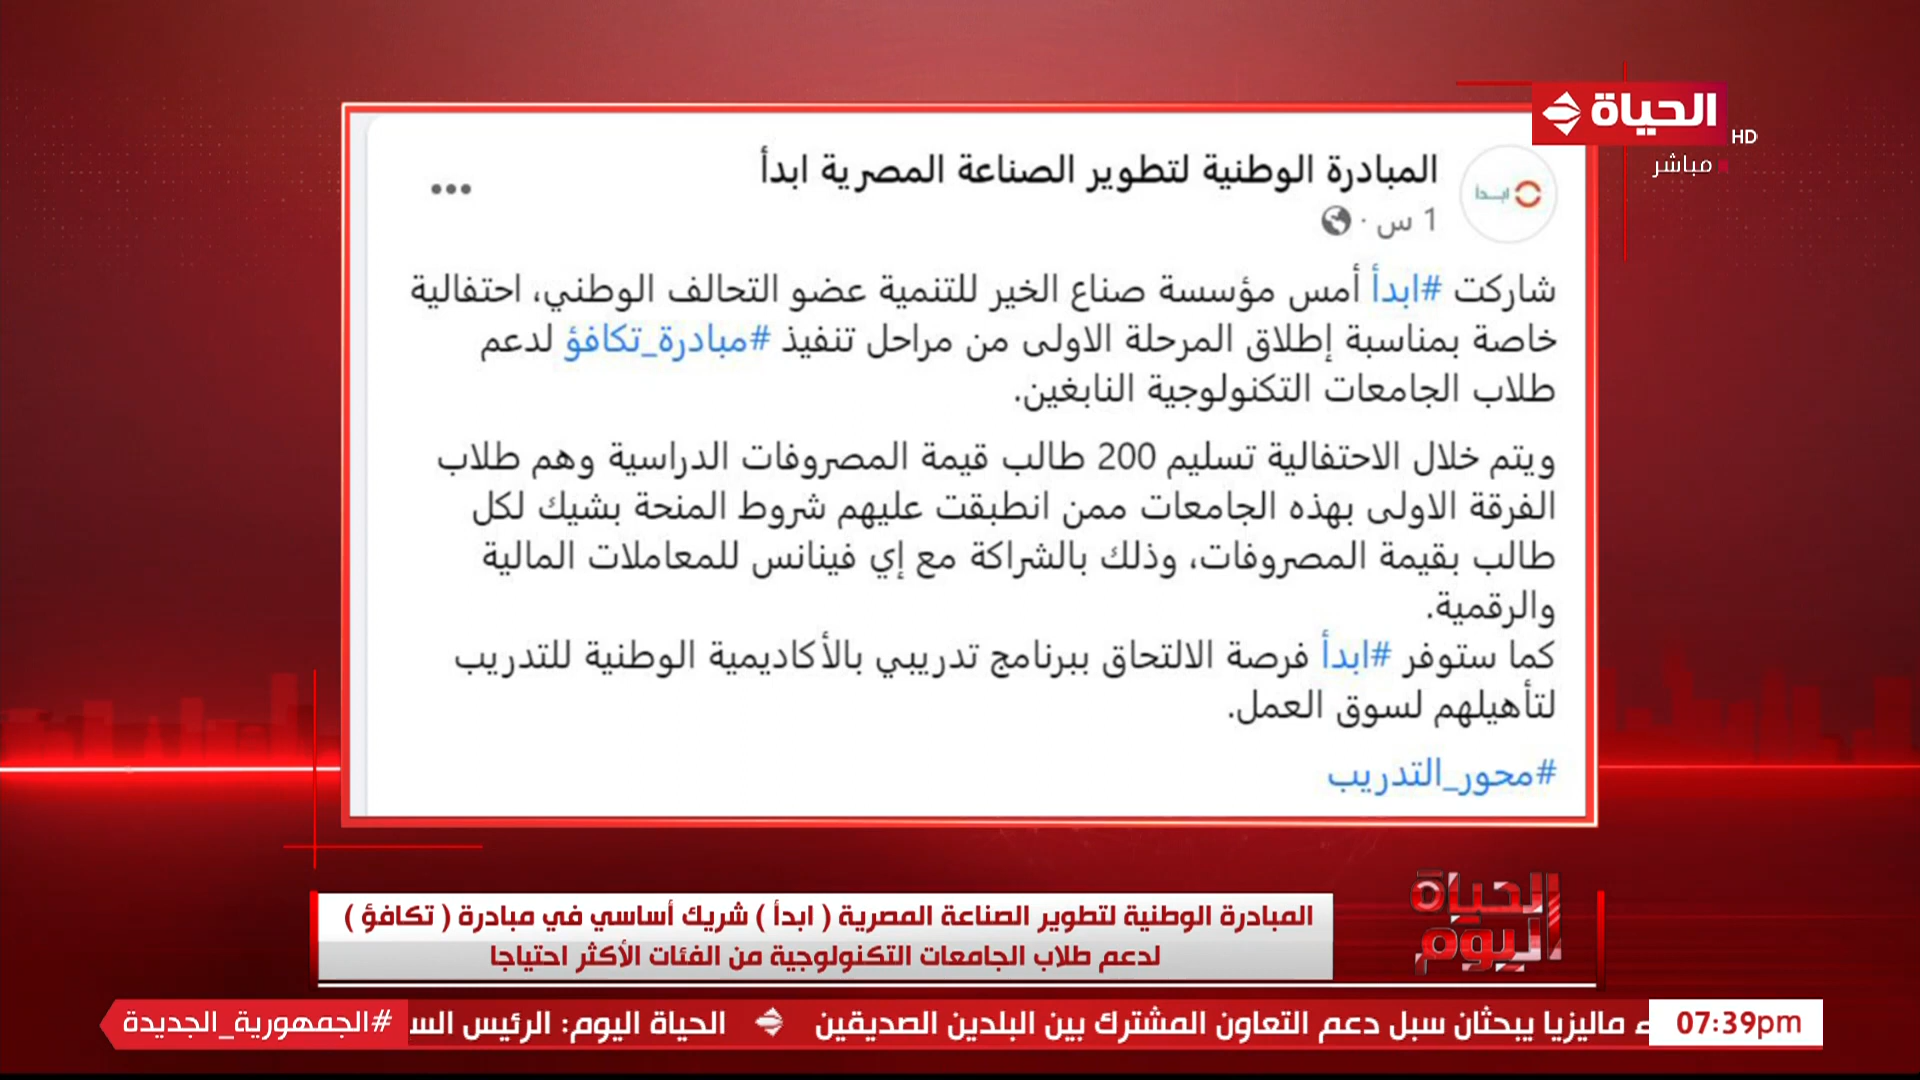 الحياة
HD
مباشر
المبادرة الوطنية لتطوير الصناعة المصرية ابدأ
ابدأ
1 س ·
شاركت #ابدأ أمس مؤسسة صناع الخير للتنمية عضو التحالف الوطني، احتفالية
خاصة بمناسبة إطلاق المرحلة الاولى من مراحل تنفيذ #مبادرة_تكافؤ لدعم
طلاب الجامعات التكنولوجية النابغين.
ويتم خلال الاحتفالية تسليم 200 طالب قيمة المصروفات الدراسية وهم طلاب
الفرقة الاولى بهذه الجامعات ممن انطبقت عليهم شروط المنحة بشيك لكل
طالب بقيمة المصروفات، وذلك بالشراكة مع إي فينانس للمعاملات المالية
والرقمية.
كما ستوفر #ابدأ فرصة الالتحاق ببرنامج تدريبي بالأكاديمية الوطنية للتدريب
لتأهيلهم لسوق العمل.
#محور_التدريب
الحياة
اليوم
المبادرة الوطنية لتطوير الصناعة المصرية ( ابدأ ) شريك أساسي في مبادرة ( تكافؤ )
لدعم طلاب الجامعات التكنولوجية من الفئات الأكثر احتياجا
07:39pm
ء ماليزيا يبحثان سبل دعم التعاون المشترك بين البلدين الصديقين الحياة اليوم: الرئيس الس
#الجمهورية_الجديدة